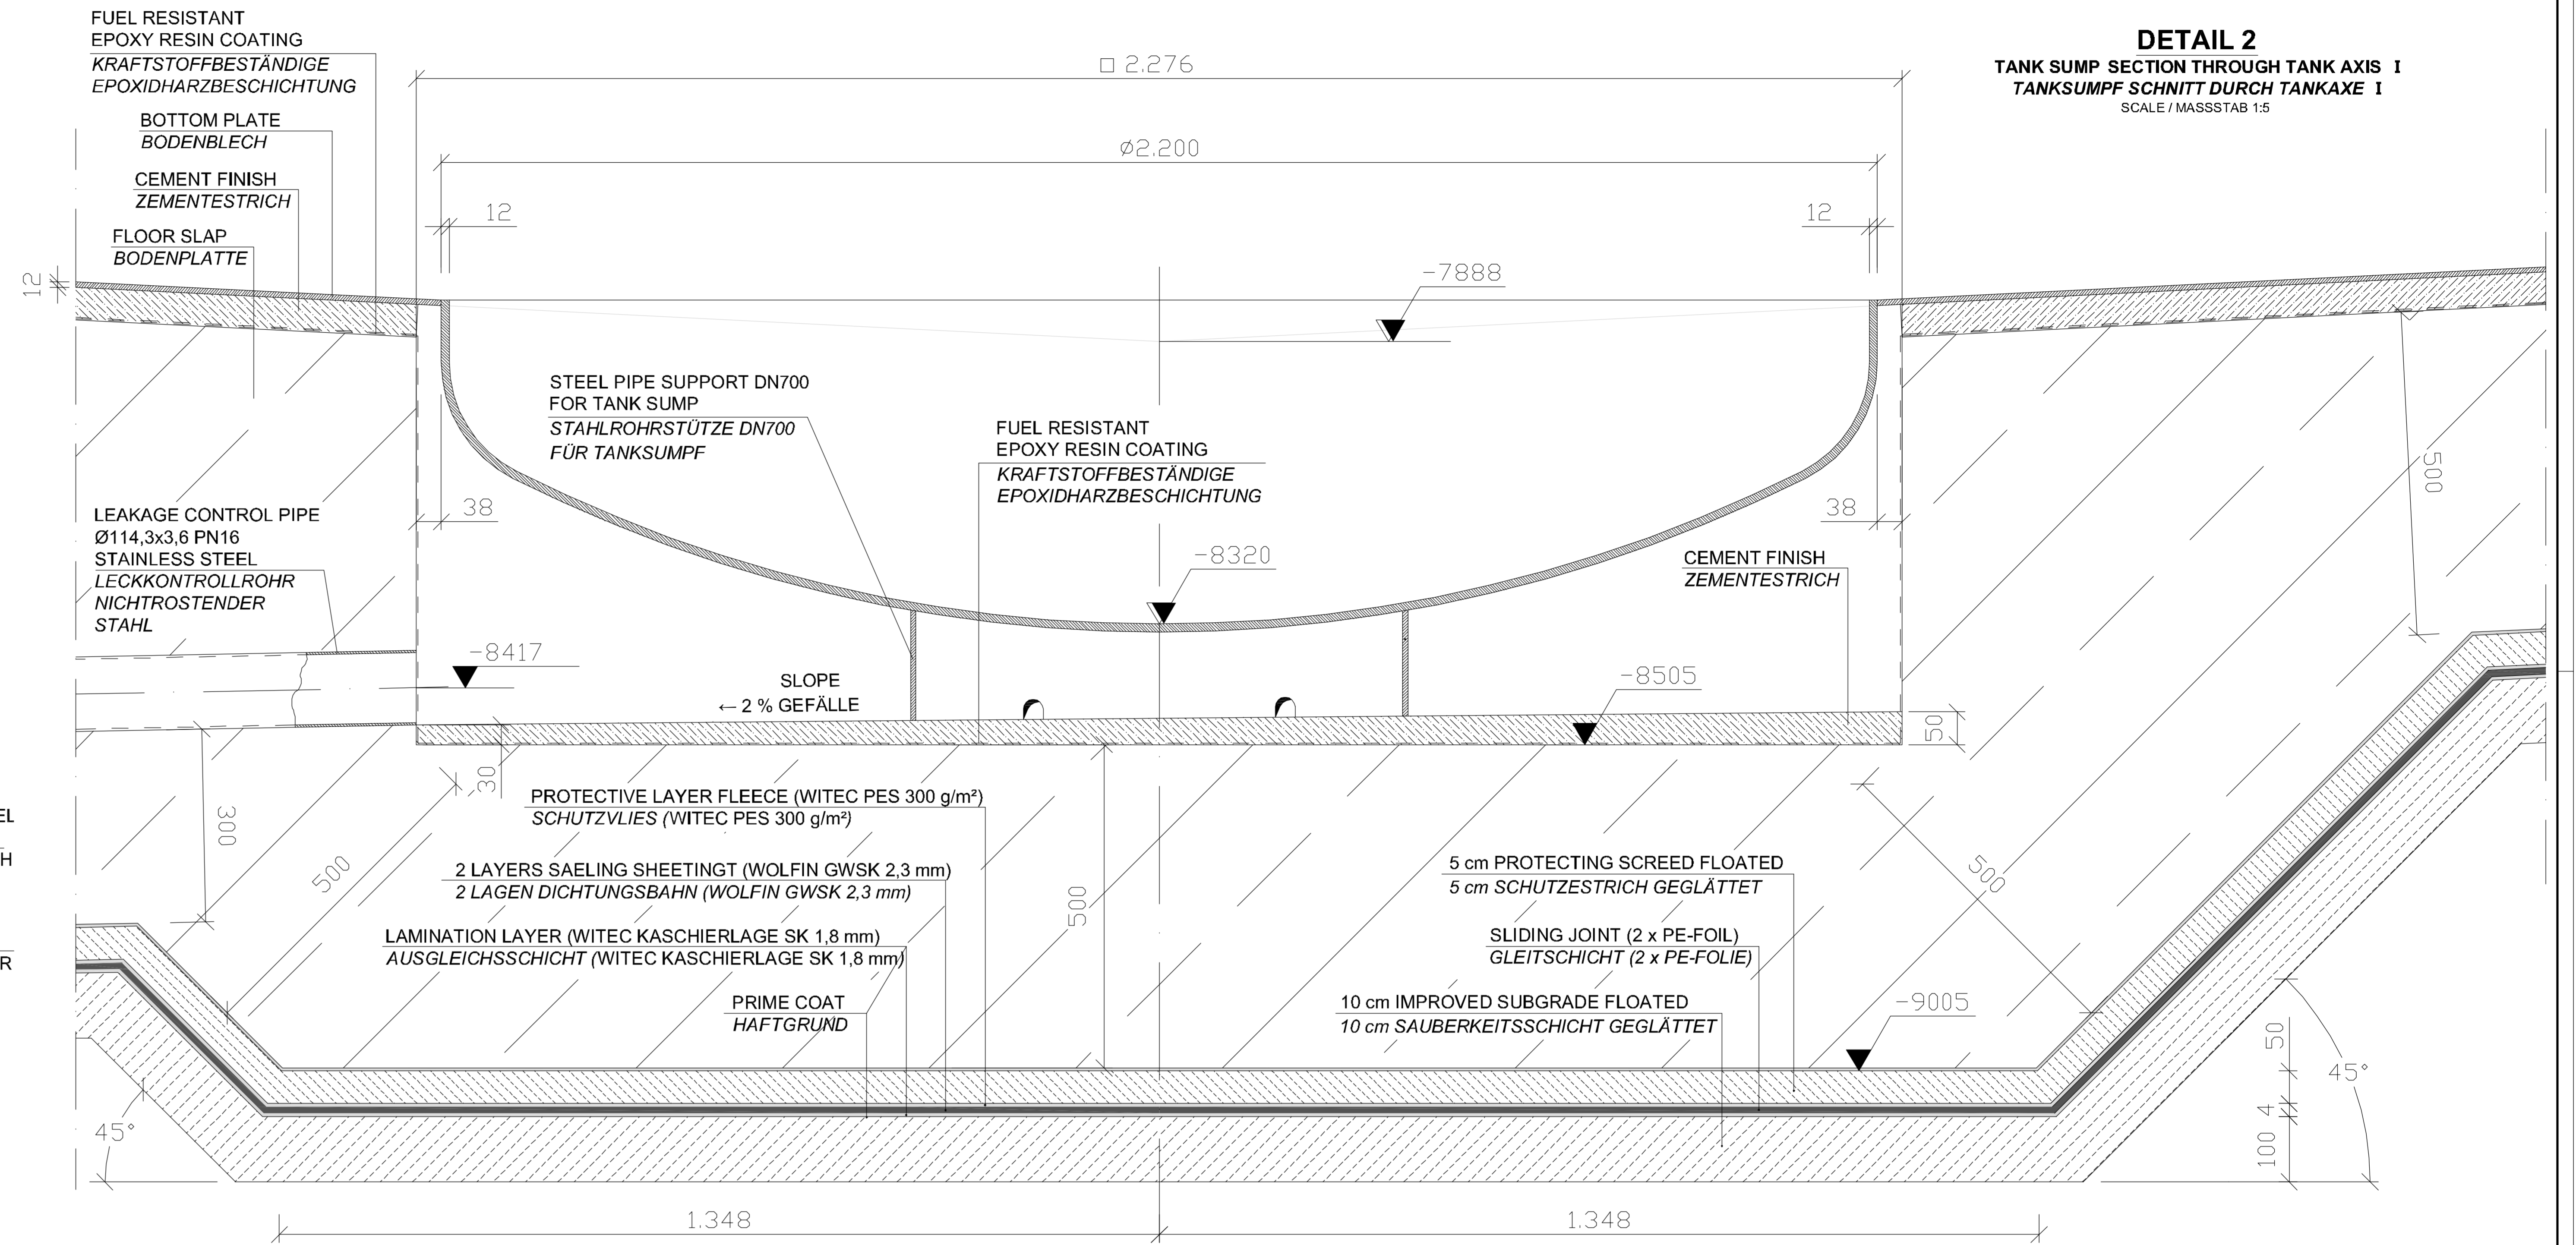 DETAIL 2
TANK SUMP SECTION THROUGH TANK AXIS I
TANKSUMPF SCHNITT DURCH TANKAXE I
SCALE / MASSSTAB 1:5
FUEL RESISTANT
EPOXY RESIN COATING
KRAFTSTOFFBESTÄNDIGE
EPOXIDHARZBESCHICHTUNG
BOTTOM PLATE
BODENBLECH
CEMENT FINISH
ZEMENTESTRICH
FLOOR SLAP
BODENPLATTE
□ 2.276
ø2.200
12
12
12
-7888
STEEL PIPE SUPPORT DN700
FOR TANK SUMP
STAHLROHRSTÜTZE DN700
FÜR TANKSUMPF
FUEL RESISTANT
EPOXY RESIN COATING
KRAFTSTOFFBESTÄNDIGE
EPOXIDHARZBESCHICHTUNG
500
38
38
LEAKAGE CONTROL PIPE
Ø114,3x3,6 PN16
STAINLESS STEEL
LECKKONTROLLROHR
NICHTROSTENDER
STAHL
-8320
CEMENT FINISH
ZEMENTESTRICH
-8417
SLOPE
← 2 % GEFÄLLE
-8505
50
30
300
500
PROTECTIVE LAYER FLEECE (WITEC PES 300 g/m²)
SCHUTZVLIES (WITEC PES 300 g/m²)
2 LAYERS SAELING SHEETINGT (WOLFIN GWSK 2,3 mm)
2 LAGEN DICHTUNGSBAHN (WOLFIN GWSK 2,3 mm)
LAMINATION LAYER (WITEC KASCHIERLAGE SK 1,8 mm)
AUSGLEICHSSCHICHT (WITEC KASCHIERLAGE SK 1,8 mm)
PRIME COAT
HAFTGRUND
500
5 cm PROTECTING SCREED FLOATED
5 cm SCHUTZESTRICH GEGLÄTTET
500
SLIDING JOINT (2 x PE-FOIL)
GLEITSCHICHT (2 x PE-FOLIE)
10 cm IMPROVED SUBGRADE FLOATED
10 cm SAUBERKEITSSCHICHT GEGLÄTTET
-9005
50
4
100
45°
45°
1.348
1.348
EL
H
R